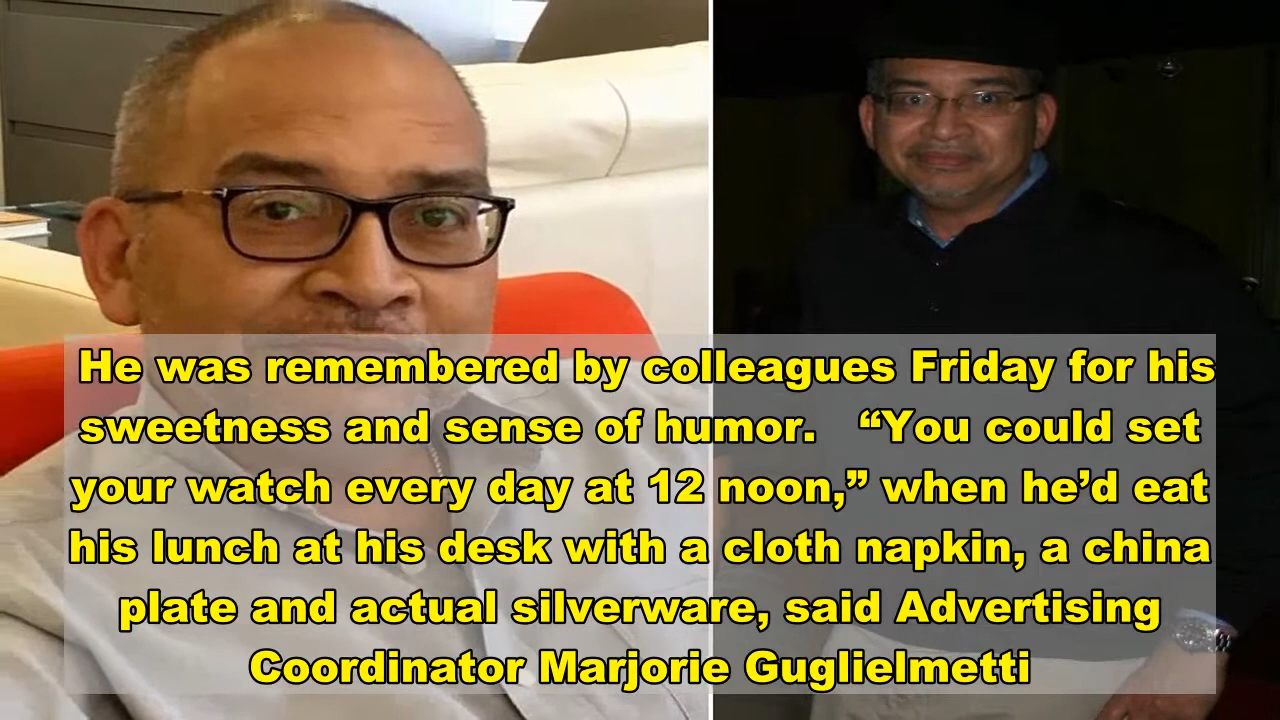 He was remembered by colleagues Friday for his
sweetness and sense of humor.   “You could set
your watch every day at 12 noon,” when he’d eat
his lunch at his desk with a cloth napkin, a china
plate and actual silverware, said Advertising
Coordinator Marjorie Guglielmetti